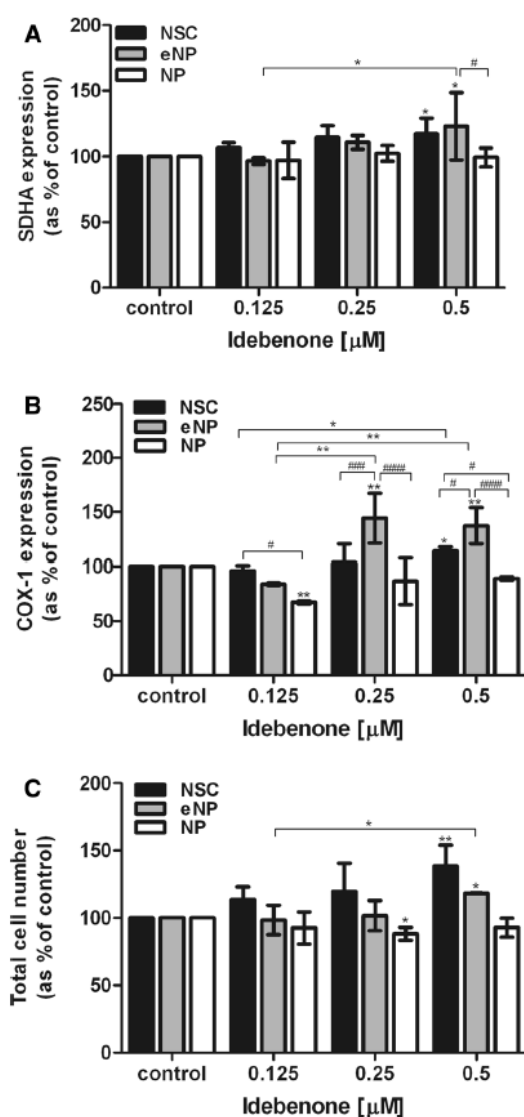 A
NSC
eNP
NP
SDHA expression
(as % of control)
200
150
100
50
0
*
#
*
*
control 0.125 0.25 0.5
Idebenone [µM]
B
NSC
eNP
NP
COX-1 expression
(as % of control)
250
200
150
100
50
0
*
**
**
### ####
#
# ####
**
**
*
#
**
control 0.125 0.25 0.5
Idebenone [µM]
C
NSC
eNP
NP
Total cell number
(as % of control)
200
150
100
50
0
*
**
*
*
control 0.125 0.25 0.5
Idebenone [µM]